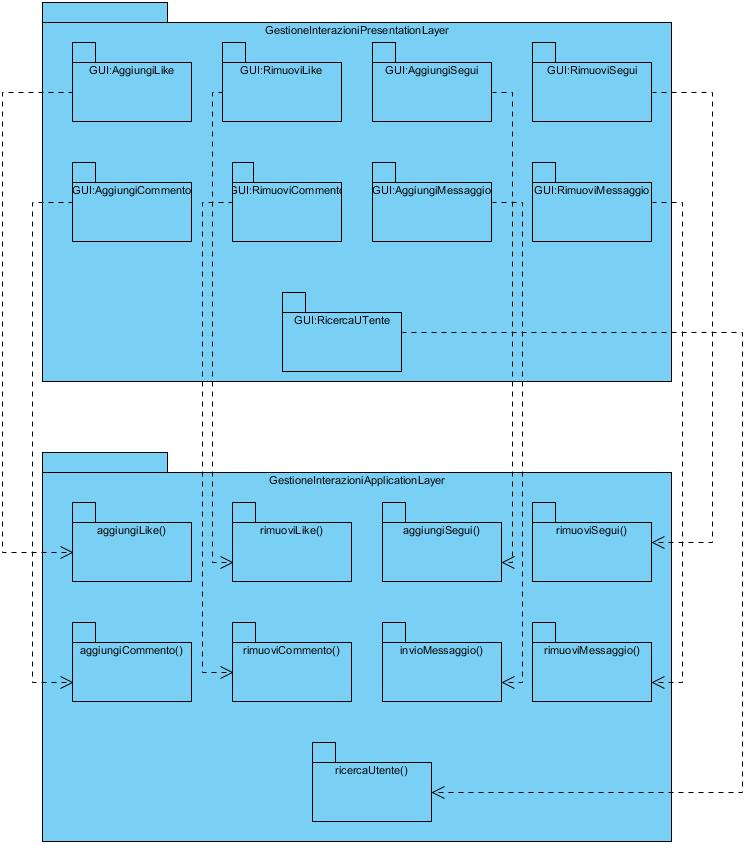 GestioneInterazioniPresentationLayer
GUI:AggiungiLike
GUI:RimuoviLike
GUI:AggiungiSegui
GUI:RimuoviSegui
GUI:AggiungiCommento
GUI:RimuoviCommento
GUI:AggiungiMessaggio
GUI:RimuoviMessaggio
GUI:RicercaUTente
GestioneInterazioniApplicationLayer
aggiungiLike()
rimuoviLike()
aggiungiSegui()
rimuoviSegui()
aggiungiCommento()
rimuoviCommento()
invioMessaggio()
rimuoviMessaggio()
ricercaUtente()